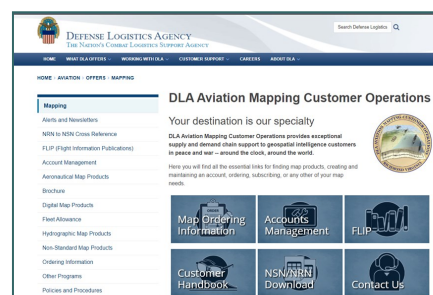 DEFENSE LOGISTICS AGENCY
THE NATION'S COMBAT LOGISTICS SUPPORT AGENCY
Search Defense Logistics
HOME WHAT DLA OFFERS WORKING WITH DLA CUSTOMER SUPPORT CAREERS ABOUT DLA
HOME AVIATION OFFERS MAPPING
Mapping
Alerts and Newsletters
NRN to NSN Cross Reference
FLIP (Flight Information Publications)
Account Management
Aeronautical Map Products
Brochure
Digital Map Products
Fleet Allowance
Hydrographic Map Products
Non-Standard Map Products
Ordering Information
Other Programs
Policies and Procedures
DLA Aviation Mapping Customer Operations
Your destination is our specialty
DLA Aviation Mapping Customer Operations provides exceptional
supply and demand chain support to geospatial intelligence customers
in peace and war – around the clock, around the world.
Here you will find all the essential links for finding map products, creating and
maintaining an account, ordering, subscribing, or any other of your map
needs.
Map Ordering
Information
Accounts
Management
FLIP
Customer
Handbook
NSN/NRN
Download
Contact Us